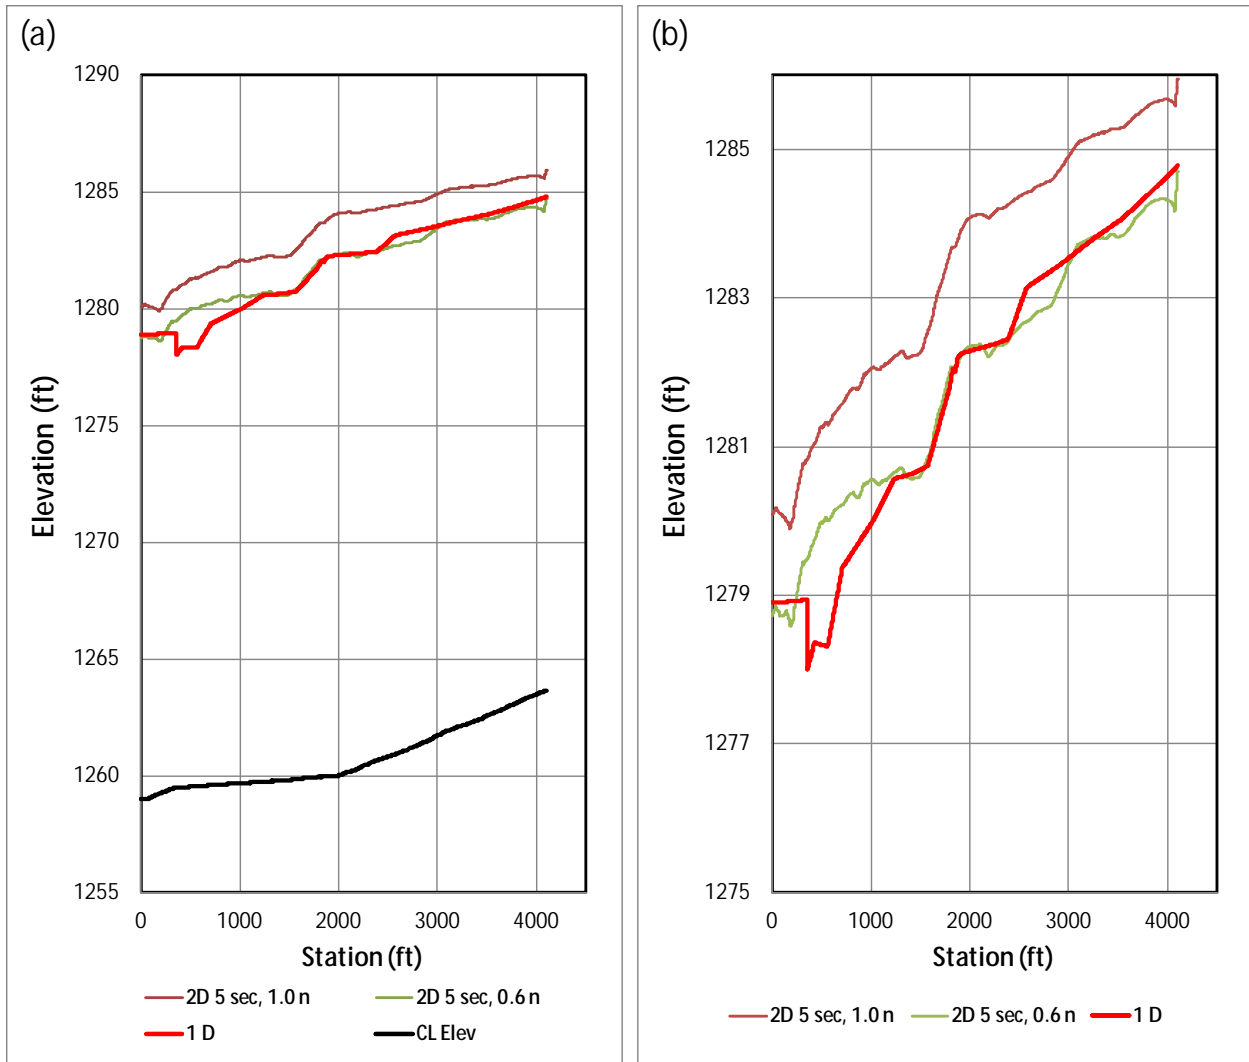 (a)
1290
1285
1280
1275
1270
1265
1260
1255
Elevation (ft)
0 1000 2000 3000 4000
Station (ft)
2D 5 sec, 1.0 n 2D 5 sec, 0.6 n
1 D CL Elev
(b)
1285
1283
1281
1279
1277
1275
Elevation (ft)
0 1000 2000 3000 4000
Station (ft)
2D 5 sec, 1.0 n 2D 5 sec, 0.6 n 1 D